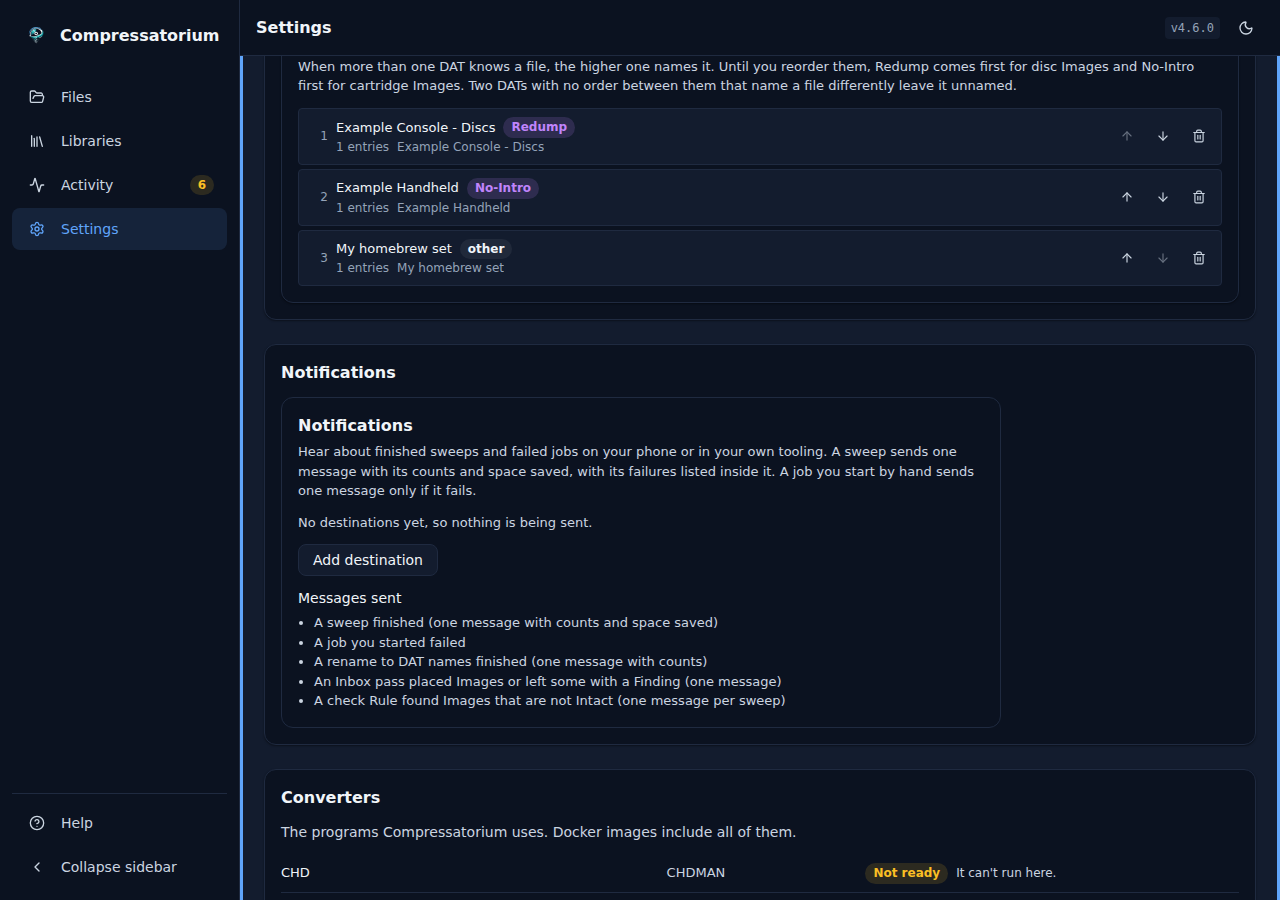 Compressatorium
Settings
v4.6.0
Files
Libraries
Activity
6
Settings
Help
Collapse sidebar
When more than one DAT knows a file, the higher one names it. Until you reorder them, Redump comes first for disc Images and No-Intro
first for cartridge Images. Two DATs with no order between them that name a file differently leave it unnamed.
1
Example Console - Discs
Redump
1 entries Example Console - Discs
2
Example Handheld
No-Intro
1 entries Example Handheld
3
My homebrew set
other
1 entries My homebrew set
Notifications
Notifications
Hear about finished sweeps and failed jobs on your phone or in your own tooling. A sweep sends one
message with its counts and space saved, with its failures listed inside it. A job you start by hand sends
one message only if it fails.
No destinations yet, so nothing is being sent.
Add destination
Messages sent
• A sweep finished (one message with counts and space saved)
• A job you started failed
• A rename to DAT names finished (one message with counts)
• An Inbox pass placed Images or left some with a Finding (one message)
• A check Rule found Images that are not Intact (one message per sweep)
Converters
The programs Compressatorium uses. Docker images include all of them.
CHD
CHDMAN
Not ready
It can't run here.